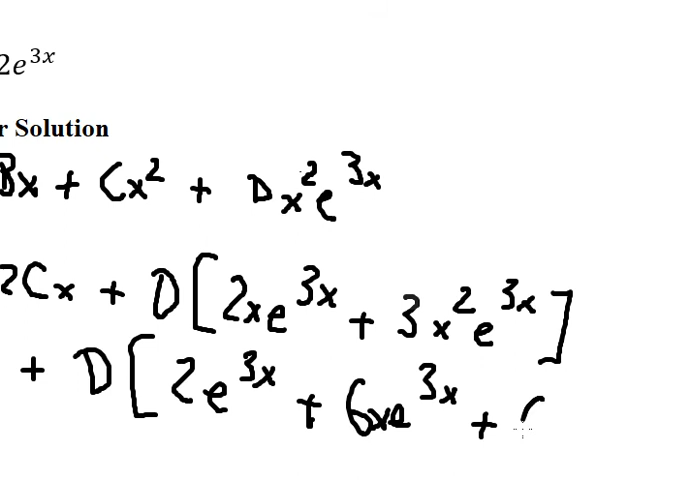 2e^{3x}
r Solution
Bx + Cx² + Dx²e^{3x}
2Cx + D[2xe^{3x} + 3x²e^{3x}]
+ D[2e^{3x} + 6xe^{3x} +